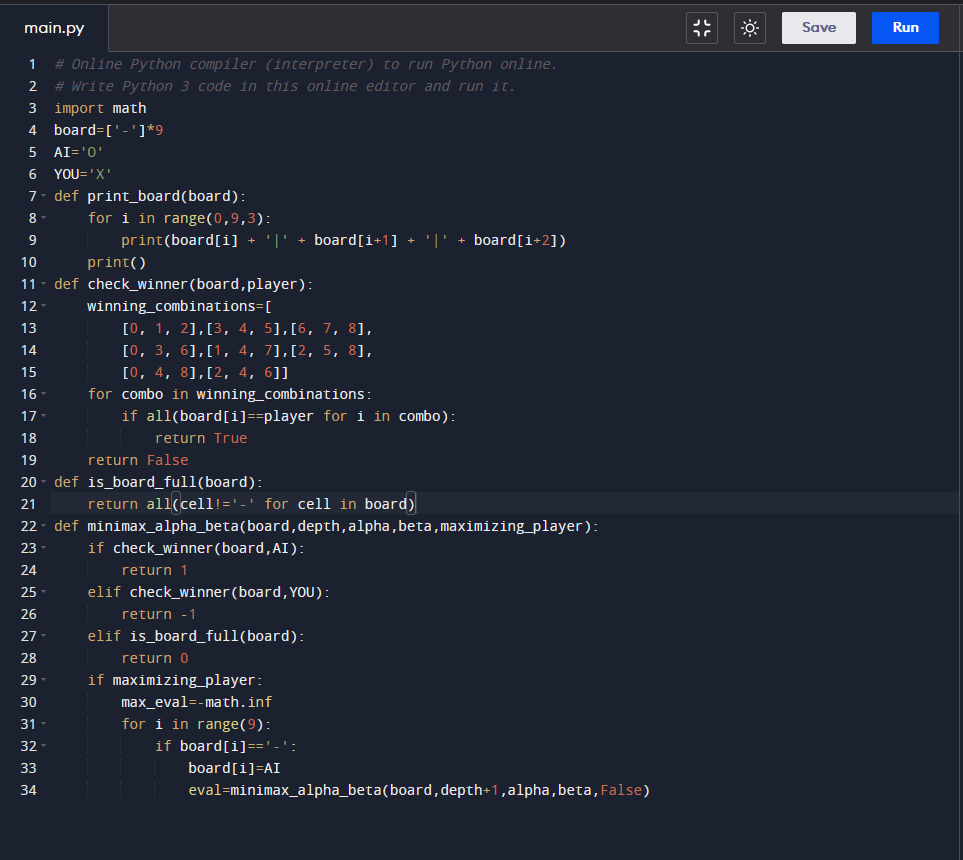 main.py
Save
Run
1 # Online Python compiler (interpreter) to run Python online.
2 # Write Python 3 code in this online editor and run it.
3 import math
4 board=['-']*9
5 AI='O'
6 YOU='X'
7 def print_board(board):
8     for i in range(0,9,3):
9         print(board[i] + '|' + board[i+1] + '|' + board[i+2])
10     print()
11 def check_winner(board,player):
12     winning_combinations=[
13         [0, 1, 2],[3, 4, 5],[6, 7, 8],
14         [0, 3, 6],[1, 4, 7],[2, 5, 8],
15         [0, 4, 8],[2, 4, 6]]
16     for combo in winning_combinations:
17         if all(board[i]==player for i in combo):
18             return True
19     return False
20 def is_board_full(board):
21     return all(cell!='-' for cell in board)
22 def minimax_alpha_beta(board,depth,alpha,beta,maximizing_player):
23     if check_winner(board,AI):
24         return 1
25     elif check_winner(board,YOU):
26         return -1
27     elif is_board_full(board):
28         return 0
29     if maximizing_player:
30         max_eval=-math.inf
31         for i in range(9):
32             if board[i]=='-':
33                 board[i]=AI
34                 eval=minimax_alpha_beta(board,depth+1,alpha,beta,False)